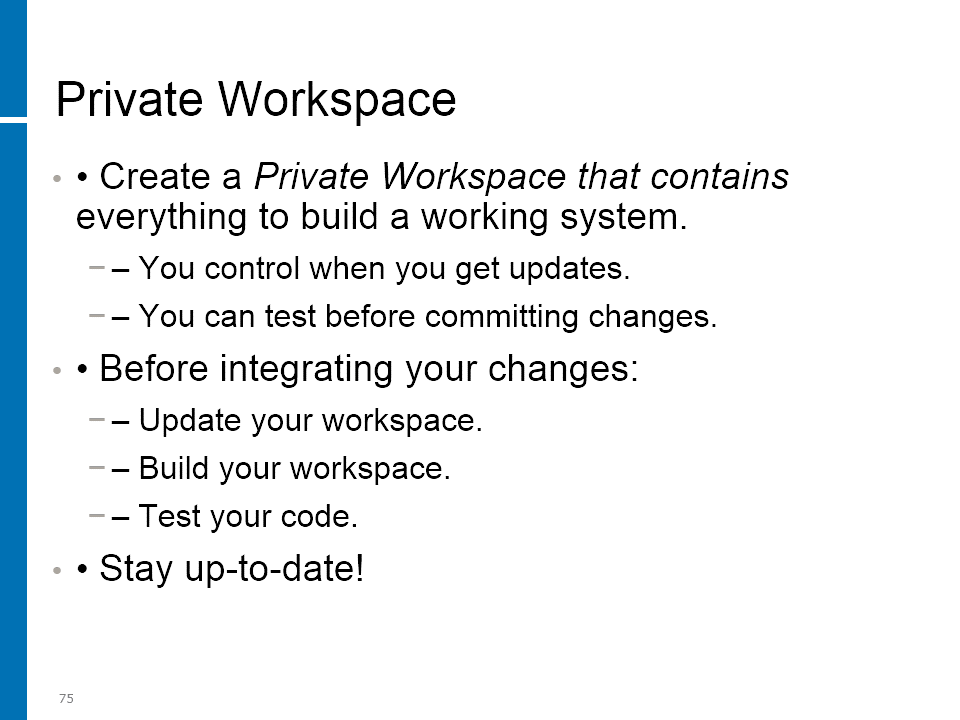 Private Workspace
• • Create a Private Workspace that contains
everything to build a working system.
− – You control when you get updates.
− – You can test before committing changes.
• • Before integrating your changes:
− – Update your workspace.
− – Build your workspace.
− – Test your code.
• • Stay up-to-date!
75